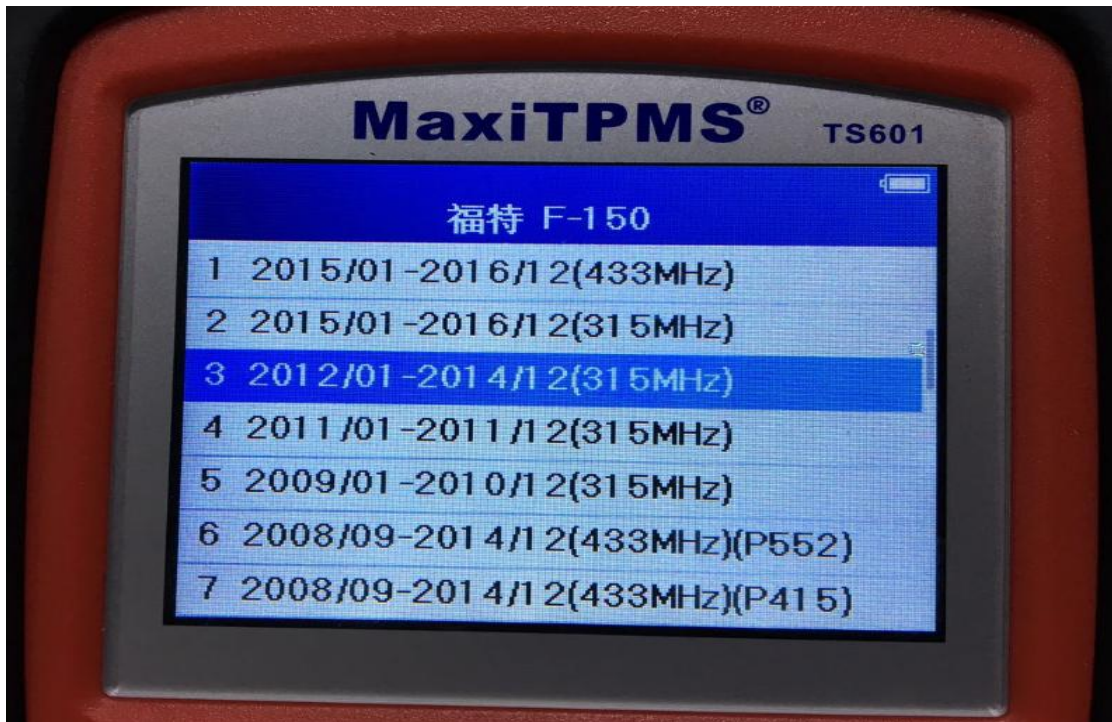 MaxiTPMS® TS601
福特 F-150
1 2015/01-2016/12(433MHz)
2 2015/01-2016/12(315MHz)
3 2012/01-2014/12(315MHz)
4 2011/01-2011/12(315MHz)
5 2009/01-2010/12(315MHz)
6 2008/09-2014/12(433MHz)(P552)
7 2008/09-2014/12(433MHz)(P415)